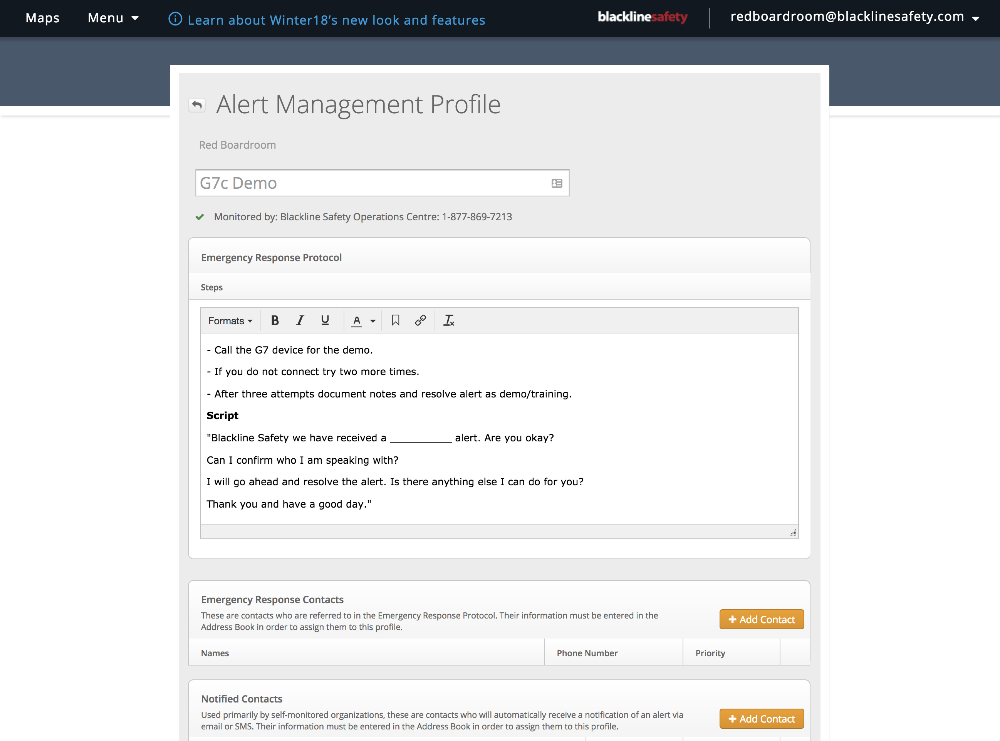 Maps Menu Learn about Winter18’s new look and features blacklinesafety redboardroom@blacklinesafety.com
Alert Management Profile
Red Boardroom
G7c Demo
Monitored by: Blackline Safety Operations Centre: 1-877-869-7213
Emergency Response Protocol
Steps
Formats B I U A
- Call the G7 device for the demo.
- If you do not connect try two more times.
- After three attempts document notes and resolve alert as demo/training.
Script
"Blackline Safety we have received a ____________ alert. Are you okay?
Can I confirm who I am speaking with?
I will go ahead and resolve the alert. Is there anything else I can do for you?
Thank you and have a good day."
Emergency Response Contacts
These are contacts who are referred to in the Emergency Response Protocol. Their information must be entered in the
Address Book in order to assign them to this profile.
+ Add Contact
Names Phone Number Priority
Notified Contacts
Used primarily by self-monitored organizations, these are contacts who will automatically receive a notification of an alert via
email or SMS. Their information must be entered in the Address Book in order to assign them to this profile.
+ Add Contact